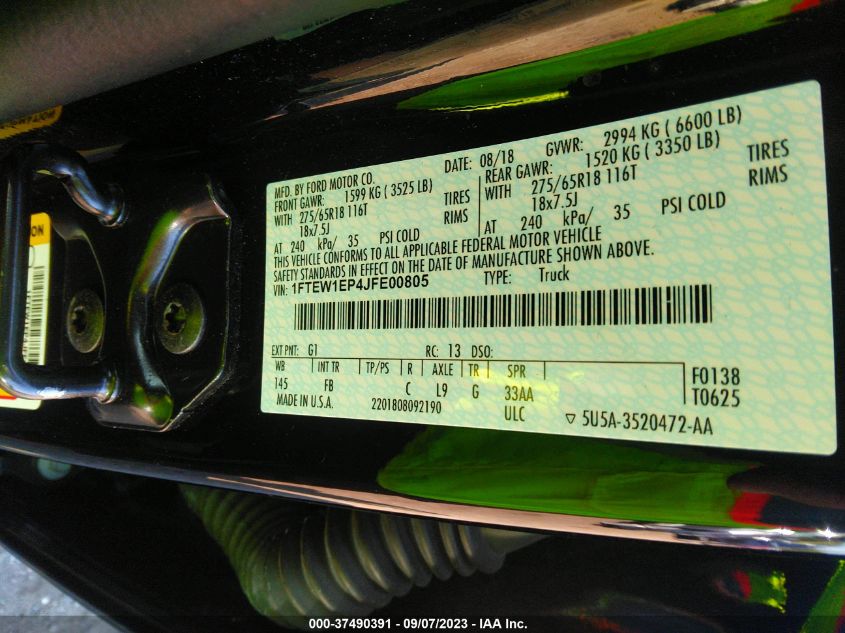 MFD. BY FORD MOTOR CO.
DATE: 08/18 GVWR: 2994 KG ( 6600 LB)
FRONT GAWR: 1599 KG ( 3525 LB)
REAR GAWR: 1520 KG ( 3350 LB)
WITH 275/65R18 116T TIRES
WITH 275/65R18 116T TIRES
18x7.5J RIMS
18x7.5J RIMS
AT 240 kPa/ 35 PSI COLD
AT 240 kPa/ 35 PSI COLD
THIS VEHICLE CONFORMS TO ALL APPLICABLE FEDERAL MOTOR VEHICLE
SAFETY STANDARDS IN EFFECT ON THE DATE OF MANUFACTURE SHOWN ABOVE.
VIN: 1FTEW1EP4JFE00805 TYPE: Truck
EXT PNT: G1 RC: 13 DSO:
WB INT TR TP/PS R AXLE TR SPR
145 FB C L9 G 33AA
F0138
T0625
MADE IN U.S.A. 2201808092190 ULC
5U5A-3520472-AA
000-37490391 - 09/07/2023 - IAA Inc.